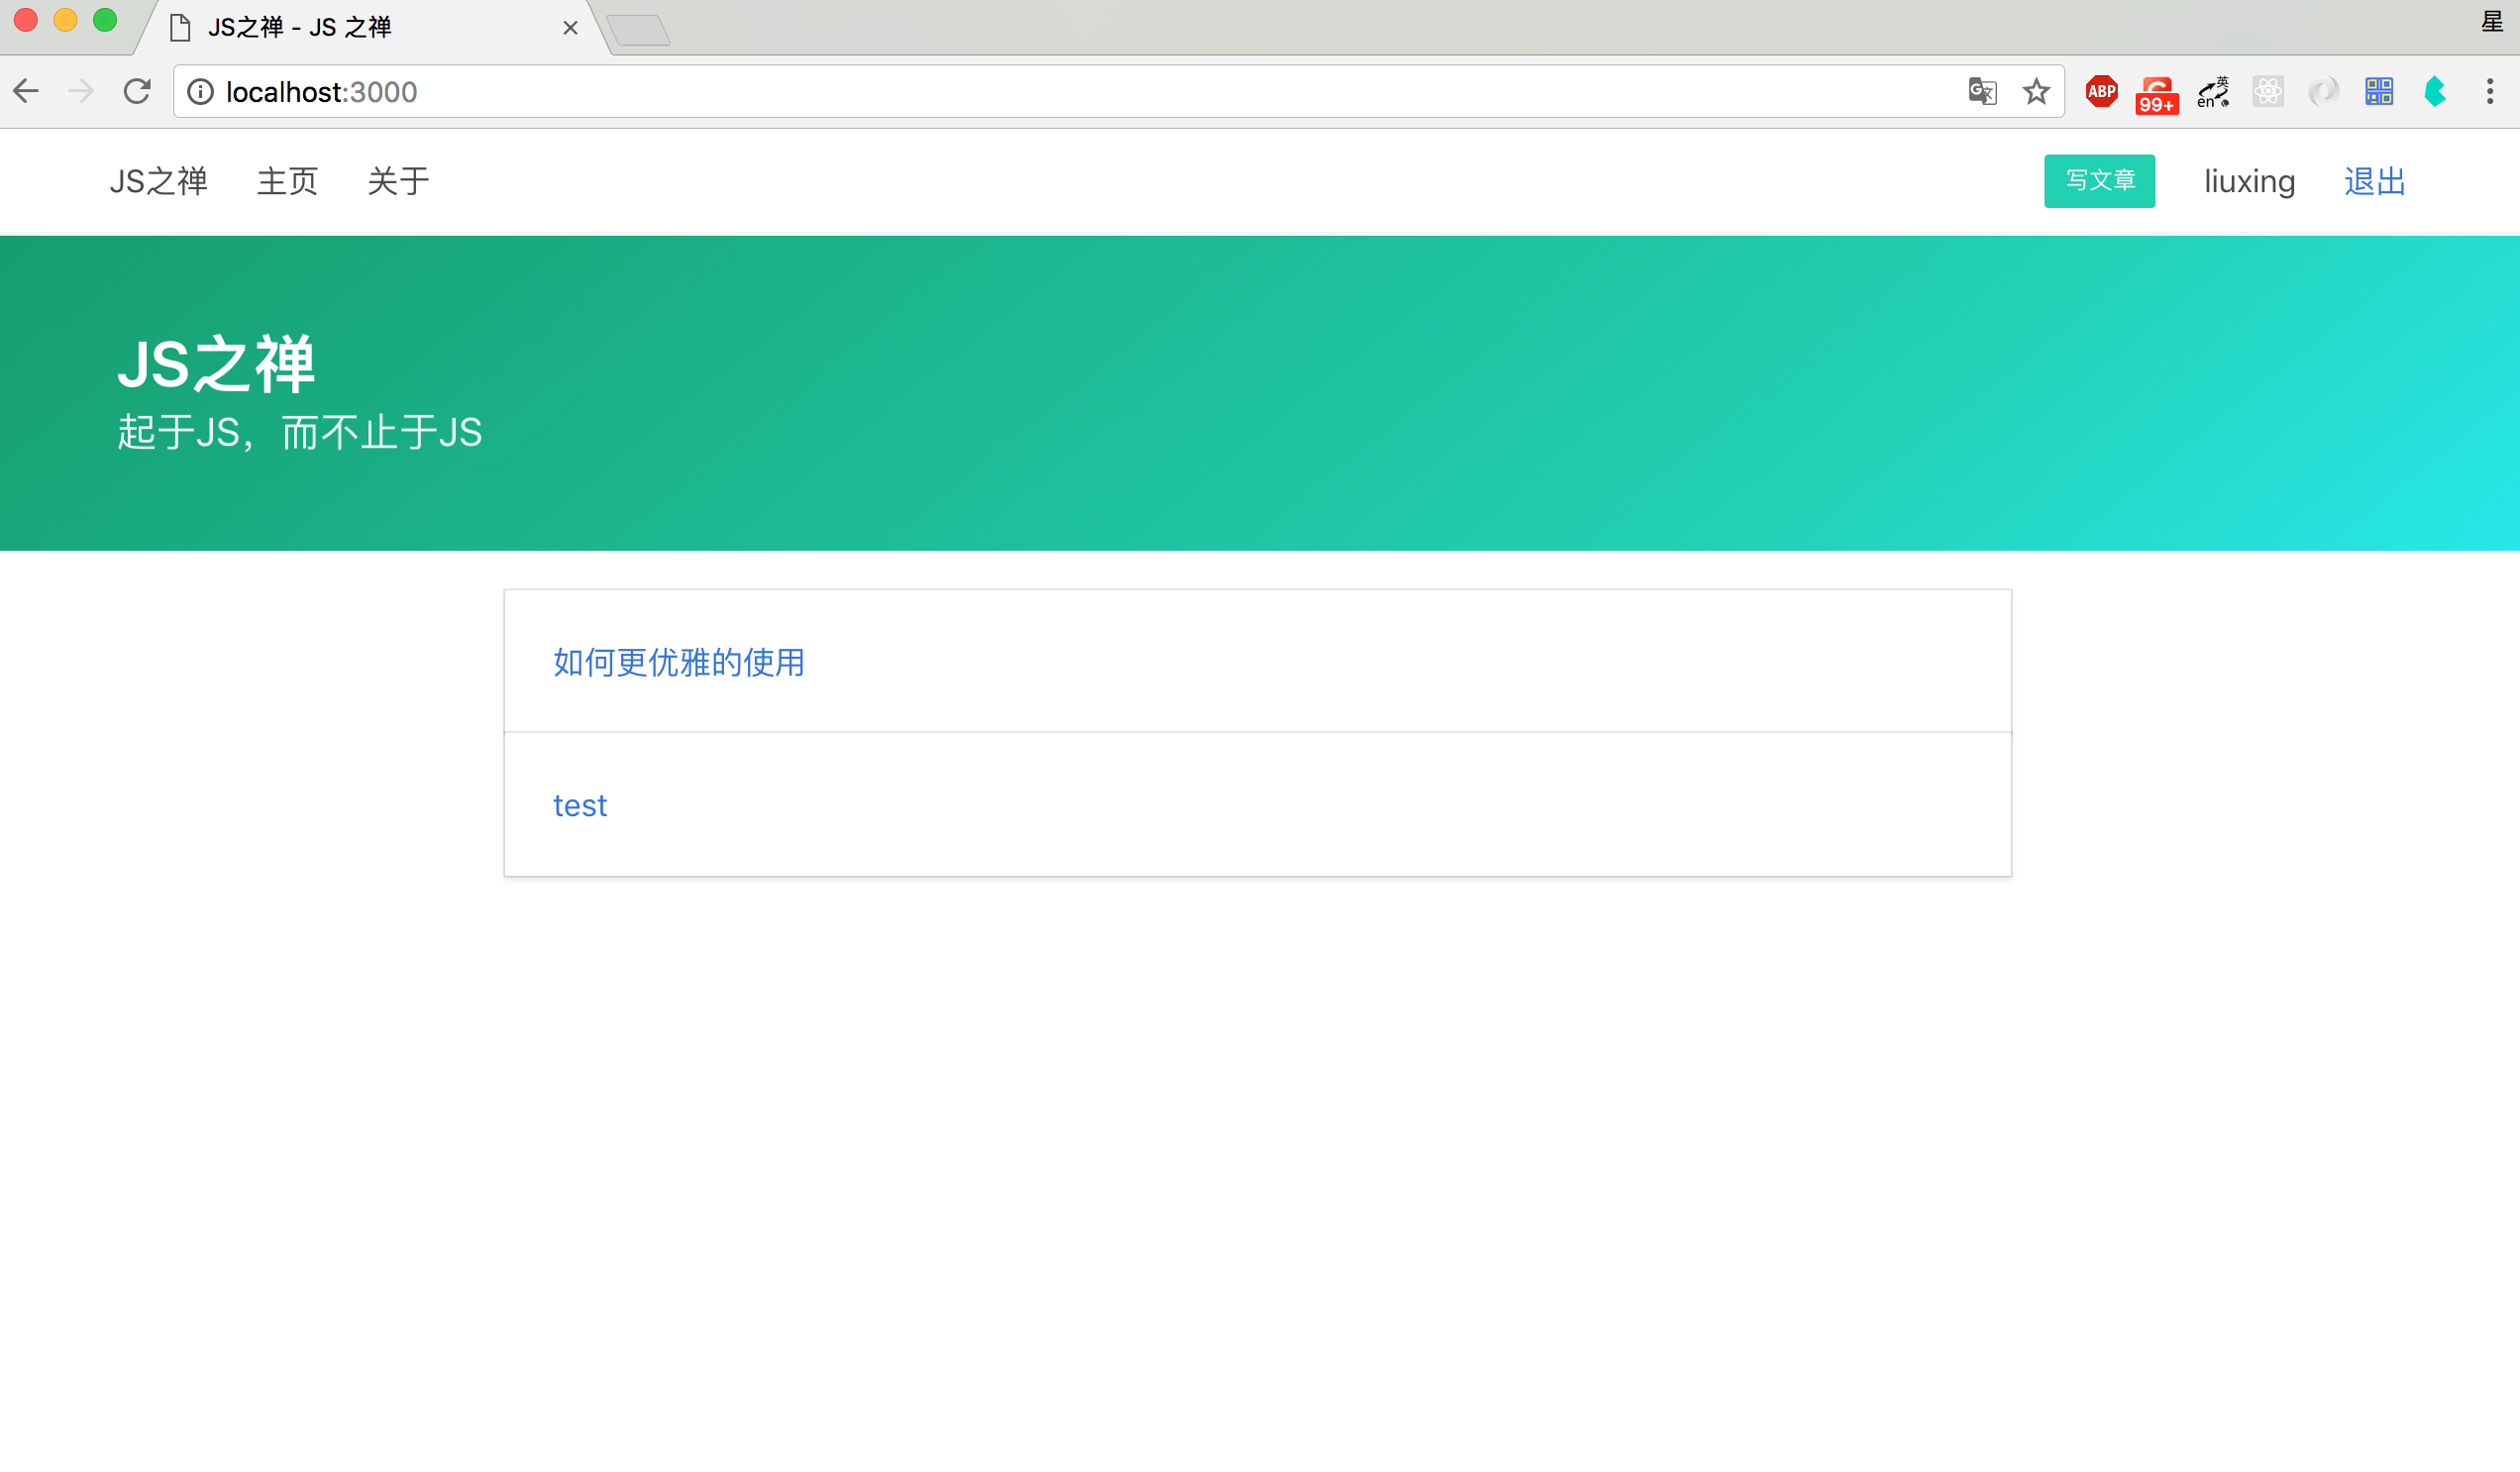 JS之禅 - JS 之禅
星
localhost:3000
ABP
99+
英
en
JS之禅 主页 关于 写文章 liuxing 退出
JS之禅
起于JS，而不止于JS
如何更优雅的使用
test